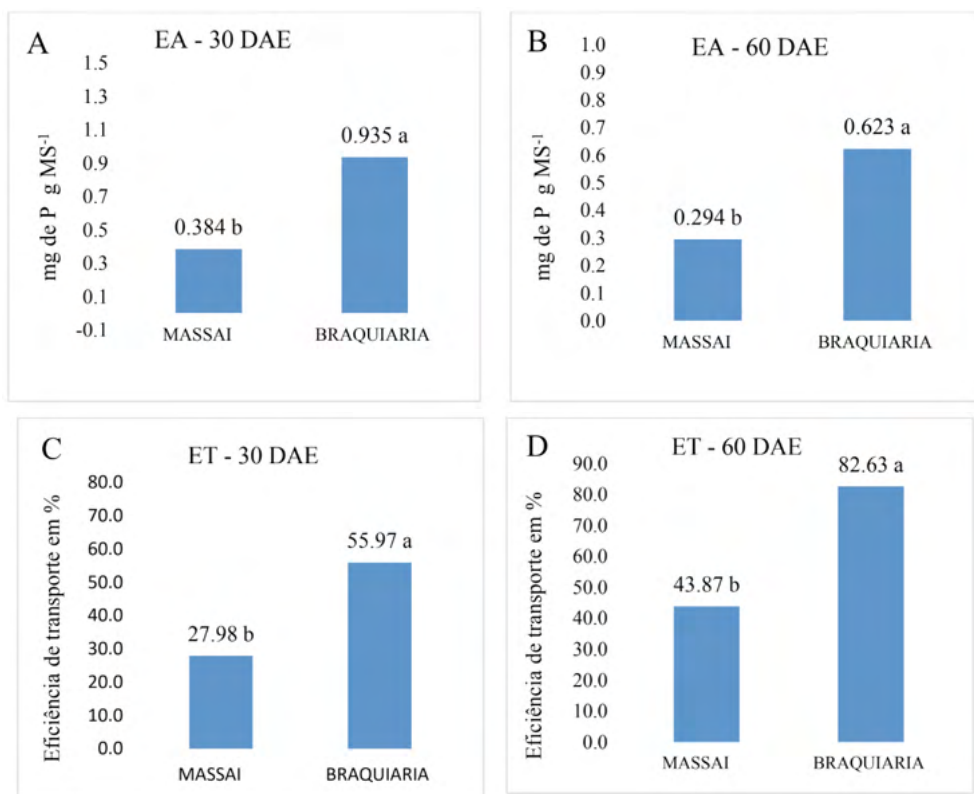 A
EA - 30 DAE
mg de P g MS⁻¹
1.5
1.3
1.1
0.9
0.7
0.5
0.3
0.1
-0.1
0.384 b
0.935 a
MASSAI
BRAQUIARIA
B
EA - 60 DAE
mg de P g MS⁻¹
1.0
0.9
0.8
0.7
0.6
0.5
0.4
0.3
0.2
0.1
0.0
0.294 b
0.623 a
MASSAI
BRAQUIARIA
C
ET - 30 DAE
Eficiência de transporte em %
80.0
70.0
60.0
50.0
40.0
30.0
20.0
10.0
0.0
27.98 b
55.97 a
MASSAI
BRAQUIARIA
D
ET - 60 DAE
Eficiência de transporte em %
90.0
80.0
70.0
60.0
50.0
40.0
30.0
20.0
10.0
0.0
43.87 b
82.63 a
MASSAI
BRAQUIARIA